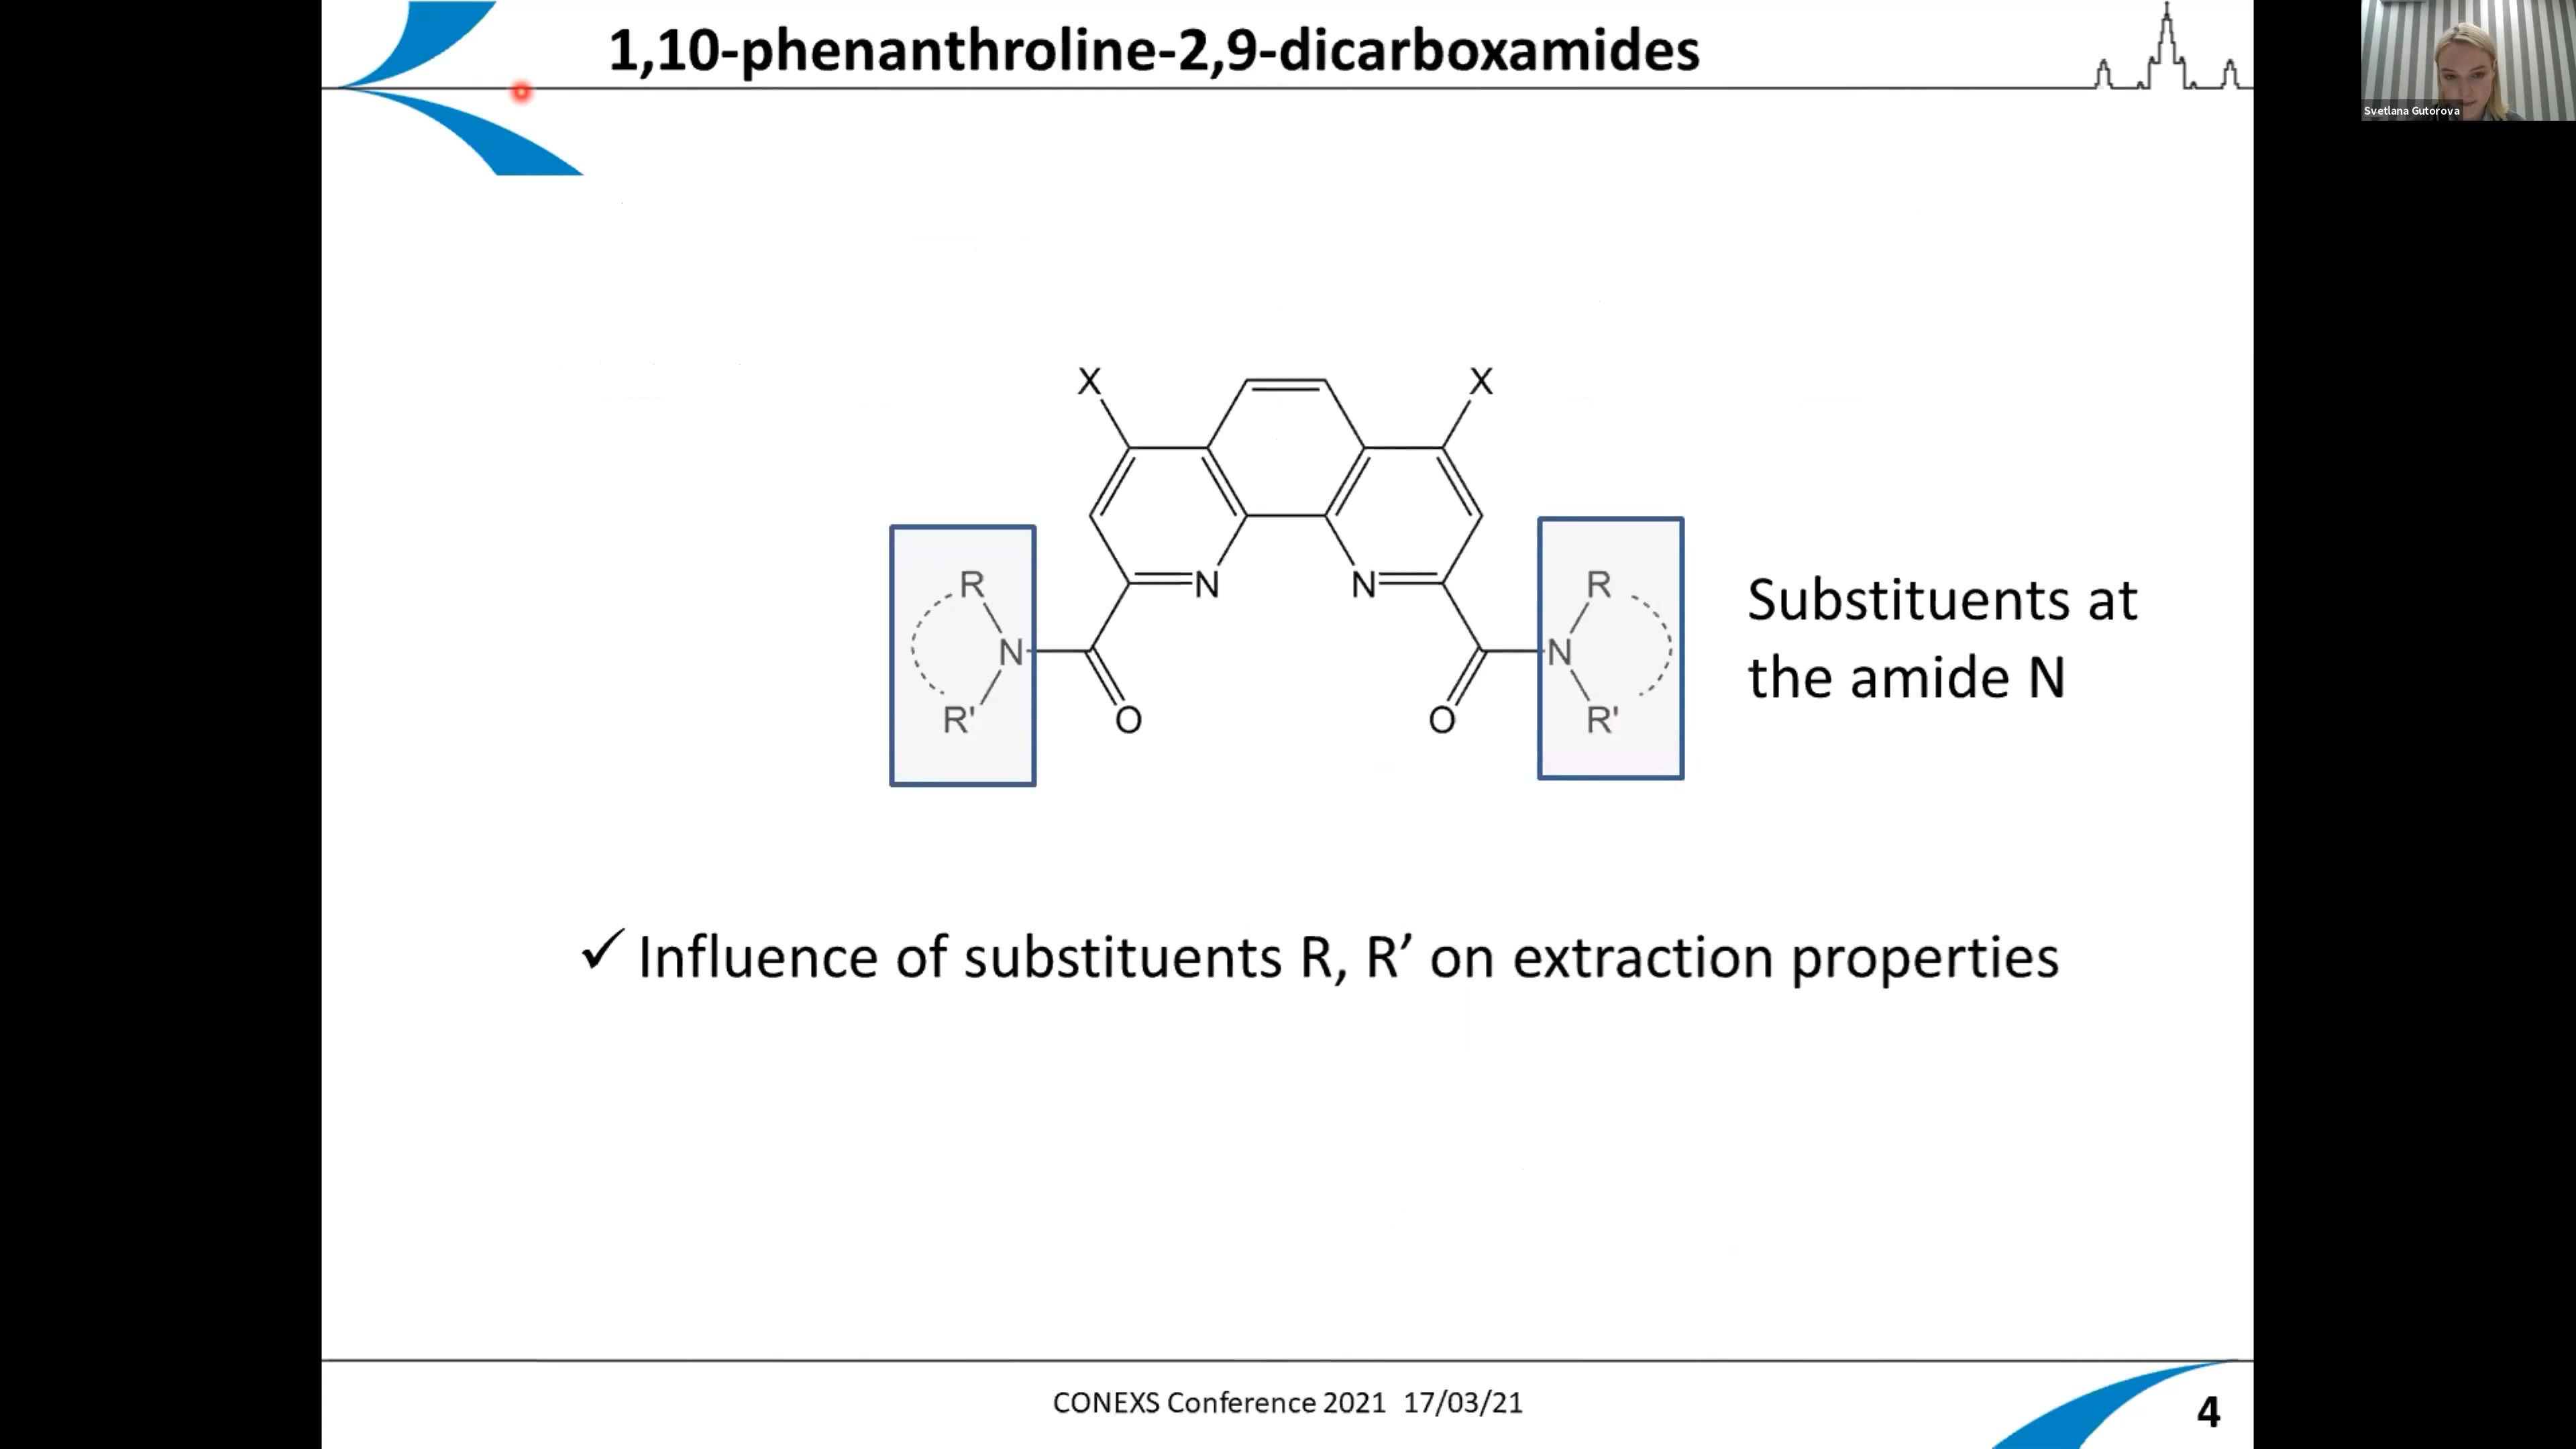 1,10-phenanthroline-2,9-dicarboxamides
Svetlana Gutorova
X
X
R
N
N
R
N
N
R'
O
O
R'
Substituents at
the amide N
✓ Influence of substituents R, R’ on extraction properties
CONEXS Conference 2021 17/03/21
4